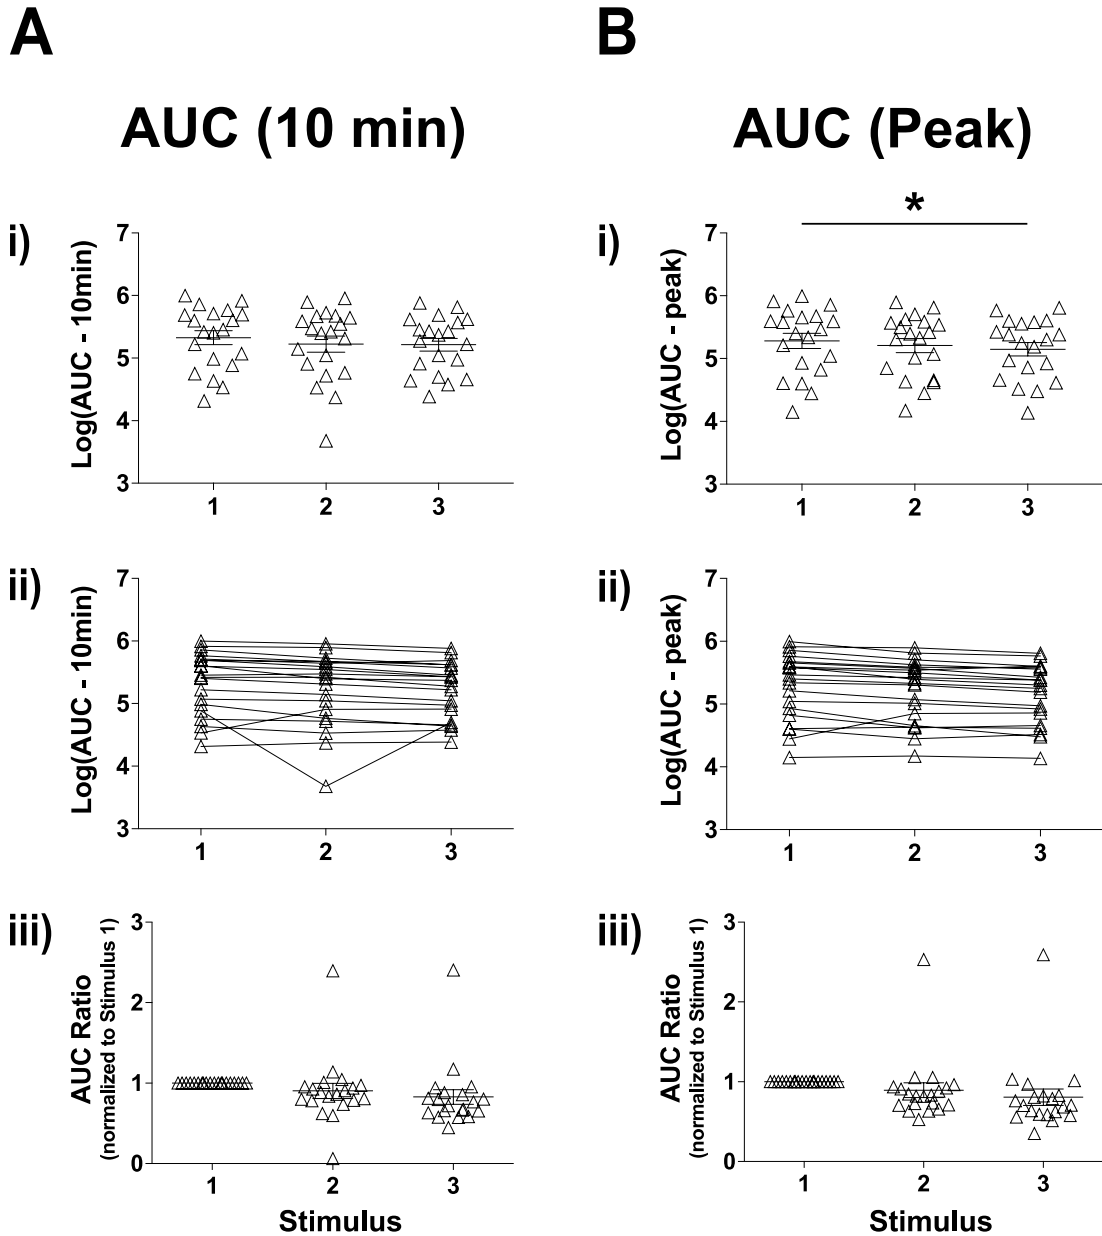 A
B
AUC (10 min)
AUC (Peak)
i)
Log(AUC - 10min)
7
6
5
4
3
1
2
3
i)
Log(AUC - peak)
*
7
6
5
4
3
1
2
3
ii)
Log(AUC - 10min)
7
6
5
4
3
1
2
3
ii)
Log(AUC - peak)
7
6
5
4
3
1
2
3
iii)
AUC Ratio
(normalized to Stimulus 1)
3
2
1
0
1
2
3
Stimulus
iii)
AUC Ratio
(normalized to Stimulus 1)
3
2
1
0
1
2
3
Stimulus